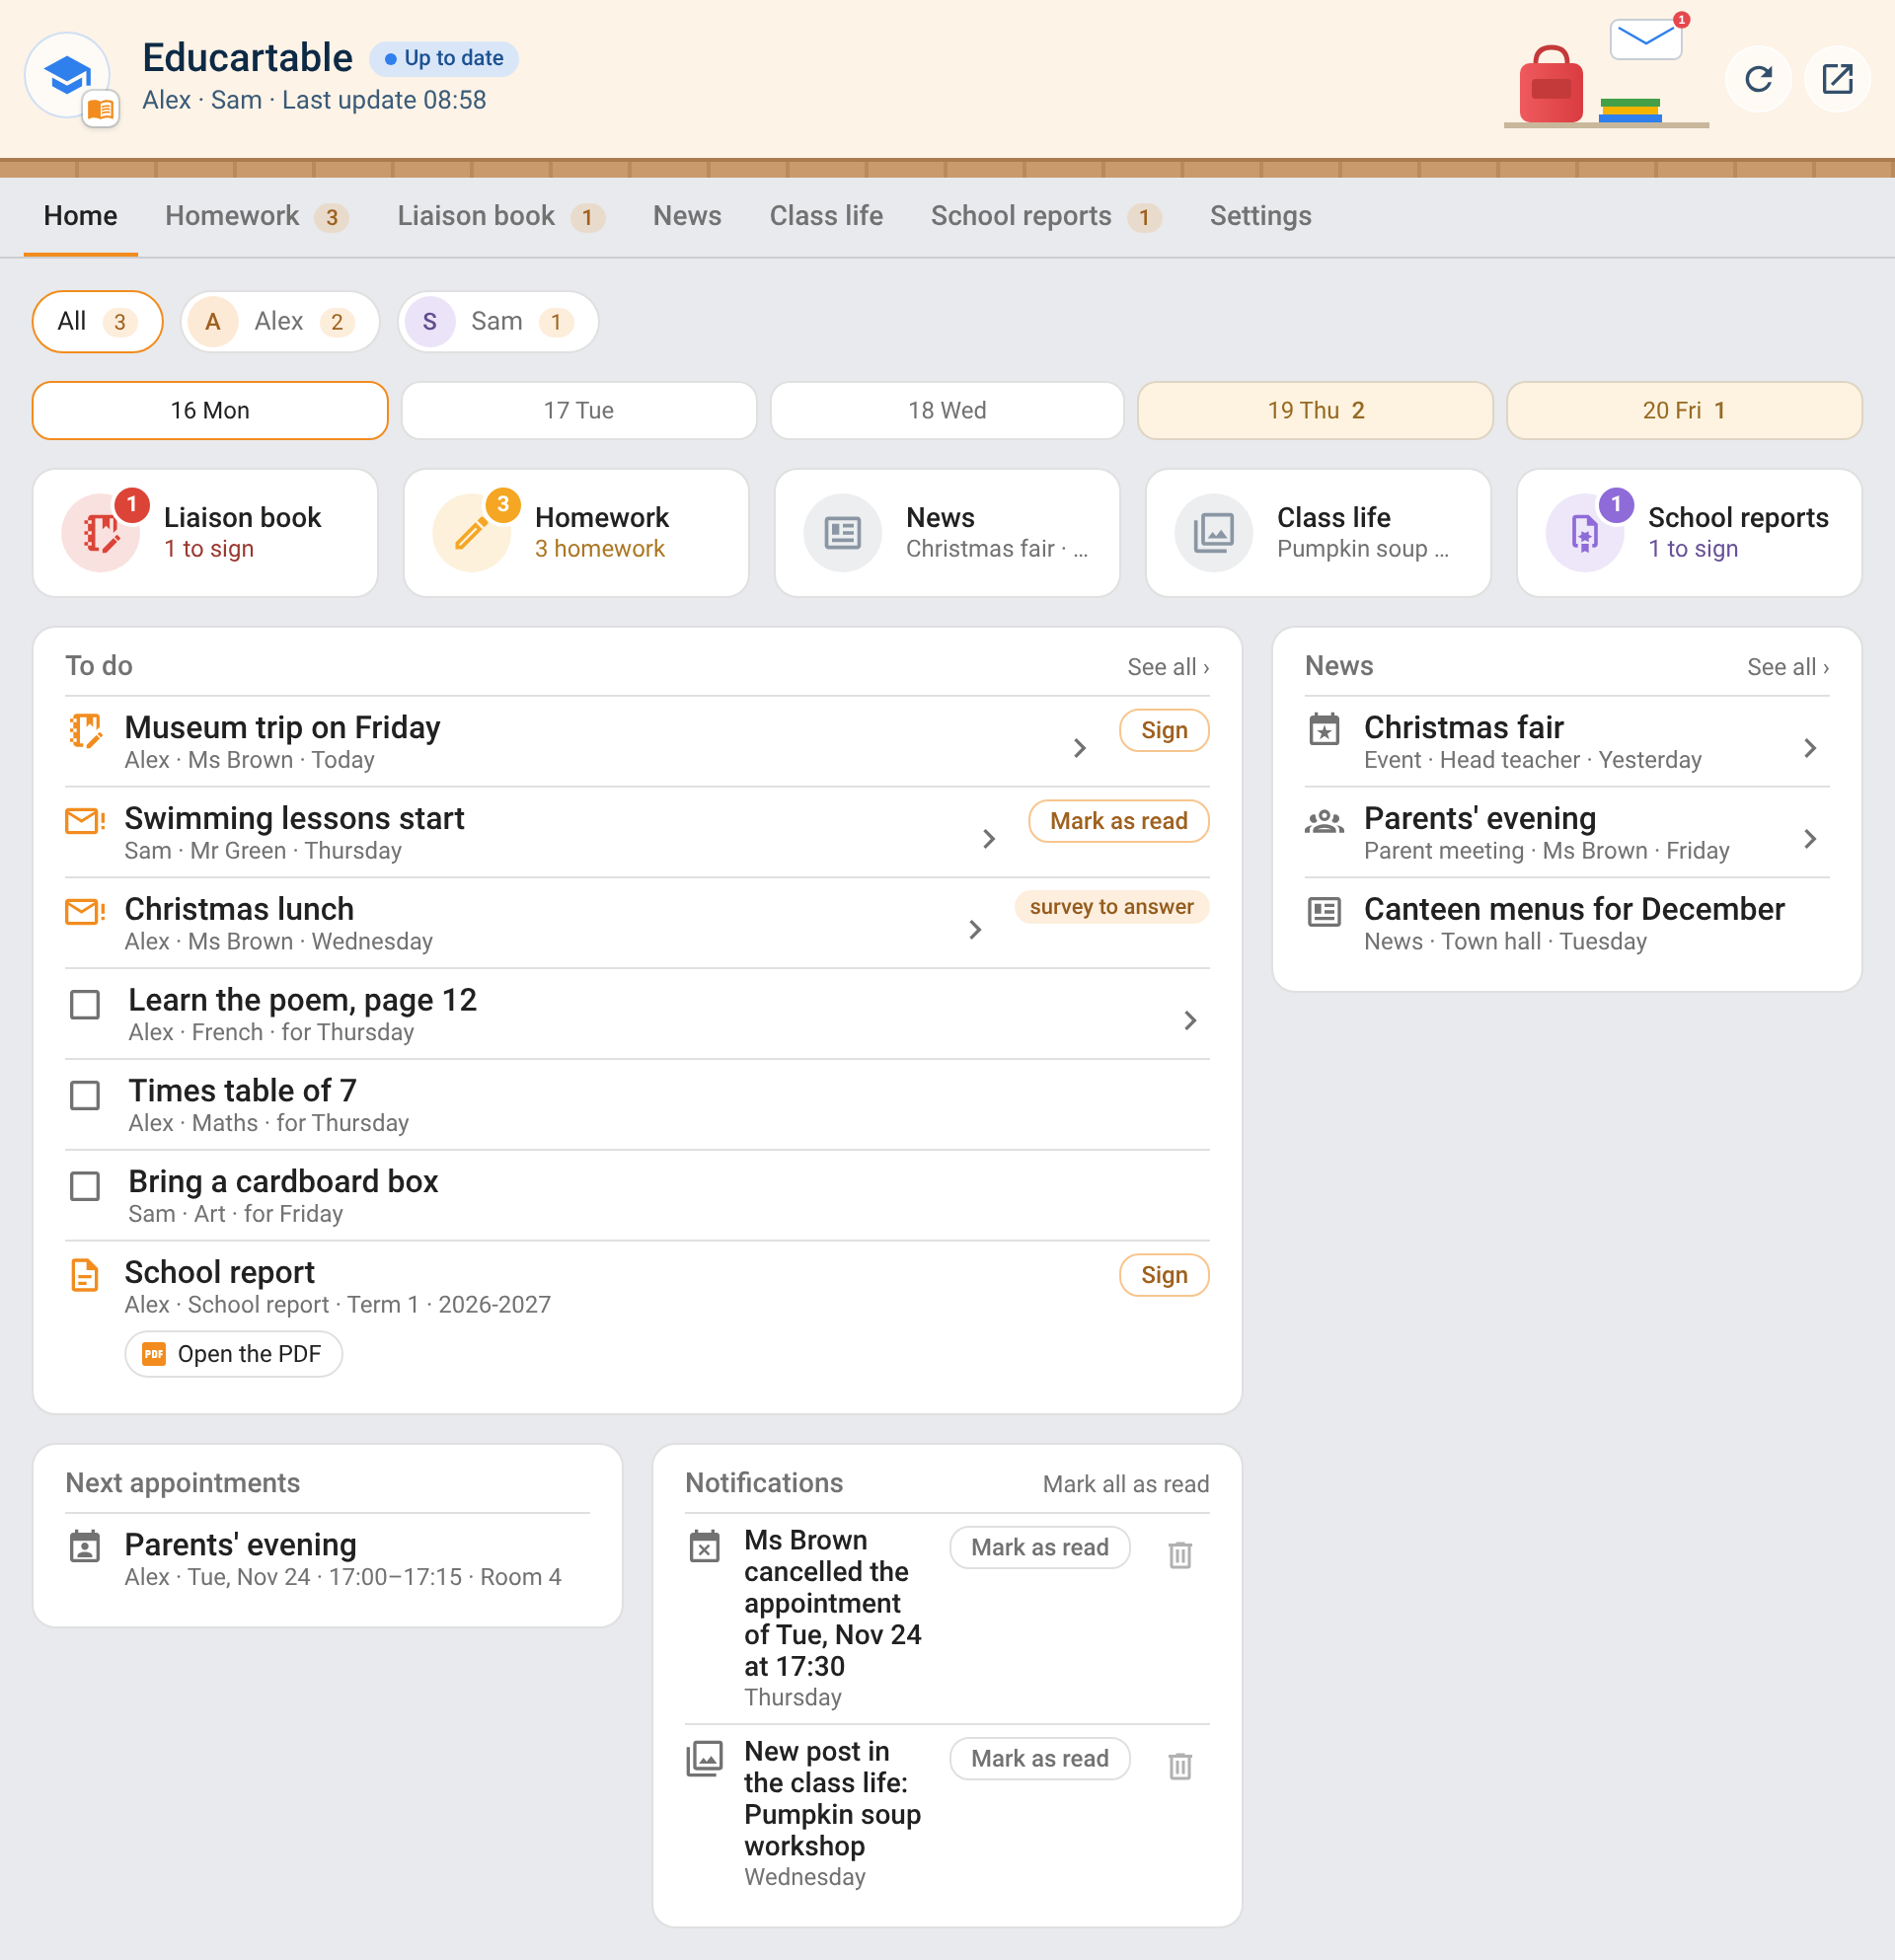 Educartable
Up to date
Alex · Sam · Last update 08:58
1
Home
Homework 3
Liaison book 1
News
Class life
School reports 1
Settings
All 3
A Alex 2
S Sam 1
16 Mon
17 Tue
18 Wed
19 Thu 2
20 Fri 1
1
Liaison book
1 to sign
3
Homework
3 homework
News
Christmas fair · ...
Class life
Pumpkin soup ...
1
School reports
1 to sign
To do
See all ›
Museum trip on Friday
Alex · Ms Brown · Today
Sign
Swimming lessons start
Sam · Mr Green · Thursday
Mark as read
Christmas lunch
Alex · Ms Brown · Wednesday
survey to answer
Learn the poem, page 12
Alex · French · for Thursday
Times table of 7
Alex · Maths · for Thursday
Bring a cardboard box
Sam · Art · for Friday
School report
Alex · School report · Term 1 · 2026-2027
Sign
PDF Open the PDF
News
See all ›
Christmas fair
Event · Head teacher · Yesterday
Parents' evening
Parent meeting · Ms Brown · Friday
Canteen menus for December
News · Town hall · Tuesday
Next appointments
Parents' evening
Alex · Tue, Nov 24 · 17:00–17:15 · Room 4
Notifications
Mark all as read
Ms Brown
cancelled the
appointment
of Tue, Nov 24
at 17:30
Thursday
Mark as read
New post in
the class life:
Pumpkin soup
workshop
Wednesday
Mark as read